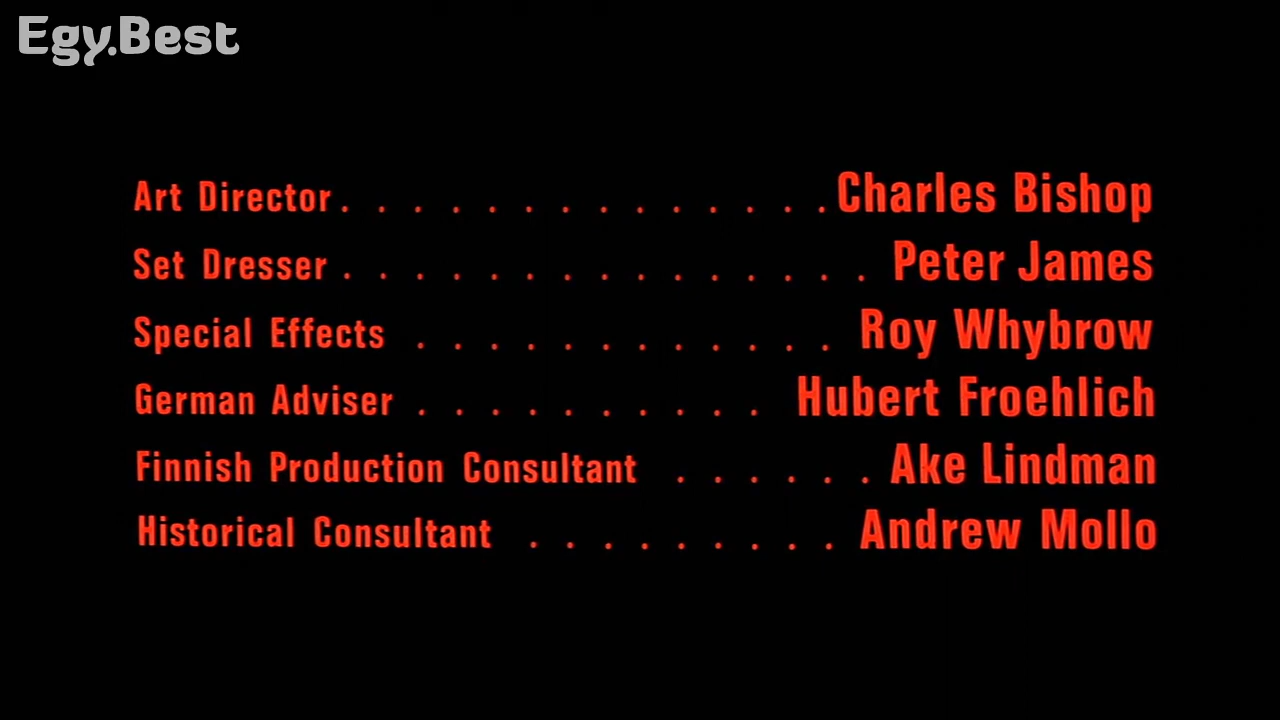 Egy.Best
Art Director . . . . . . . . . . . . . . Charles Bishop
Set Dresser . . . . . . . . . . . . . . . Peter James
Special Effects . . . . . . . . . . . . Roy Whybrow
German Adviser . . . . . . . . . . Hubert Froehlich
Finnish Production Consultant . . . . . . Ake Lindman
Historical Consultant . . . . . . . . . Andrew Mollo